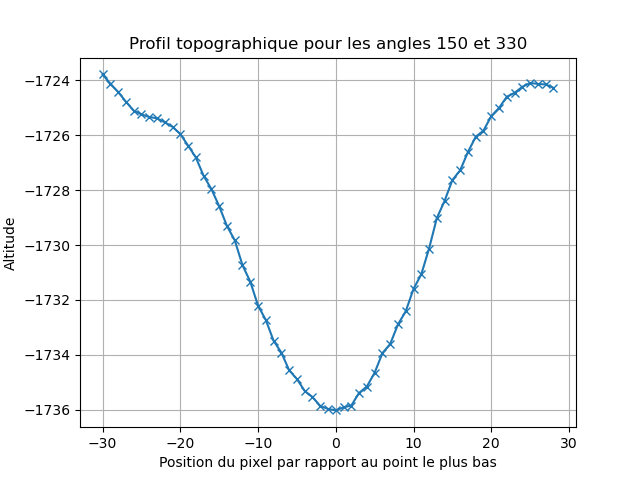 Profil topographique pour les angles 150 et 330
Altitude
−1724
−1726
−1728
−1730
−1732
−1734
−1736
−30 −20 −10 0 10 20 30
Position du pixel par rapport au point le plus bas